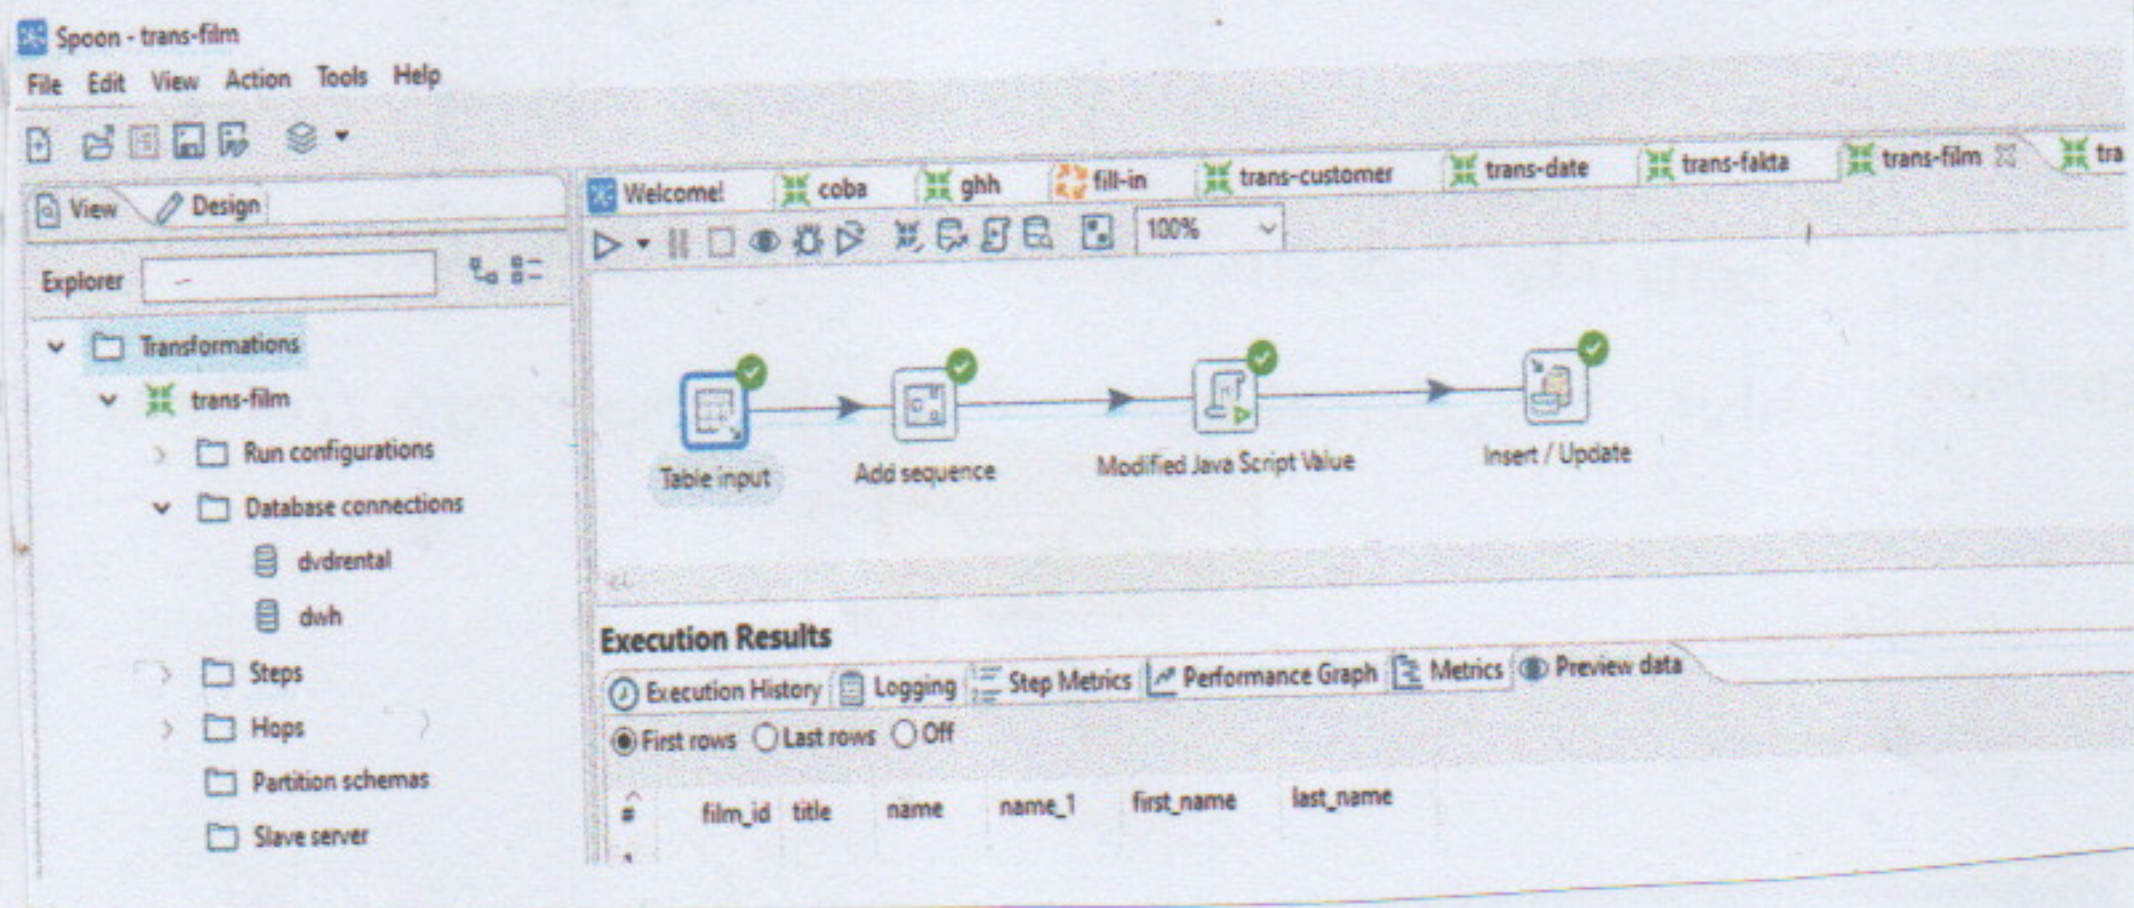 Spoon - trans-film
File Edit View Action Tools Help
View Design
Explorer
Transformations
trans-film
Run configurations
Database connections
dvdrental
dwh
Steps
Hops
Partition schemas
Slave server
Welcome! coba ghh fill-in trans-customer trans-date trans-fakta trans-film tra
100%
Table input Add sequence Modified Java Script Value Insert / Update
Execution Results
Execution History Logging Step Metrics Performance Graph Metrics Preview data
First rows Last rows Off
# film_id title name name_1 first_name last_name